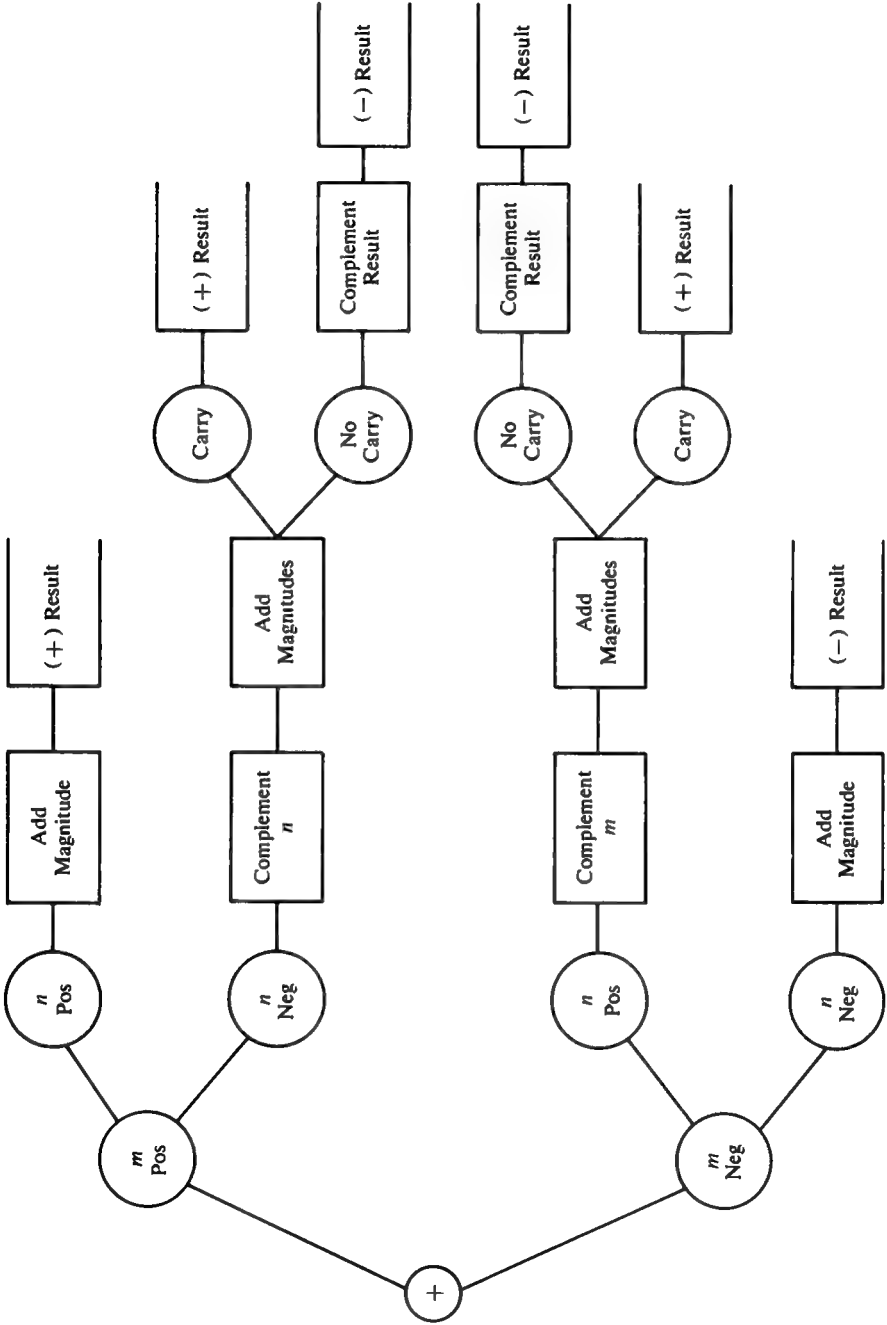 +
m
Neg
m
Pos
n
Neg
n
Pos
n
Neg
n
Pos
Add
Magnitude
Complement
m
Complement
n
Add
Magnitude
(−) Result
Add
Magnitudes
Add
Magnitudes
(+) Result
Carry
No
Carry
No
Carry
Carry
(+) Result
Complement
Result
Complement
Result
(+) Result
(−) Result
(−) Result